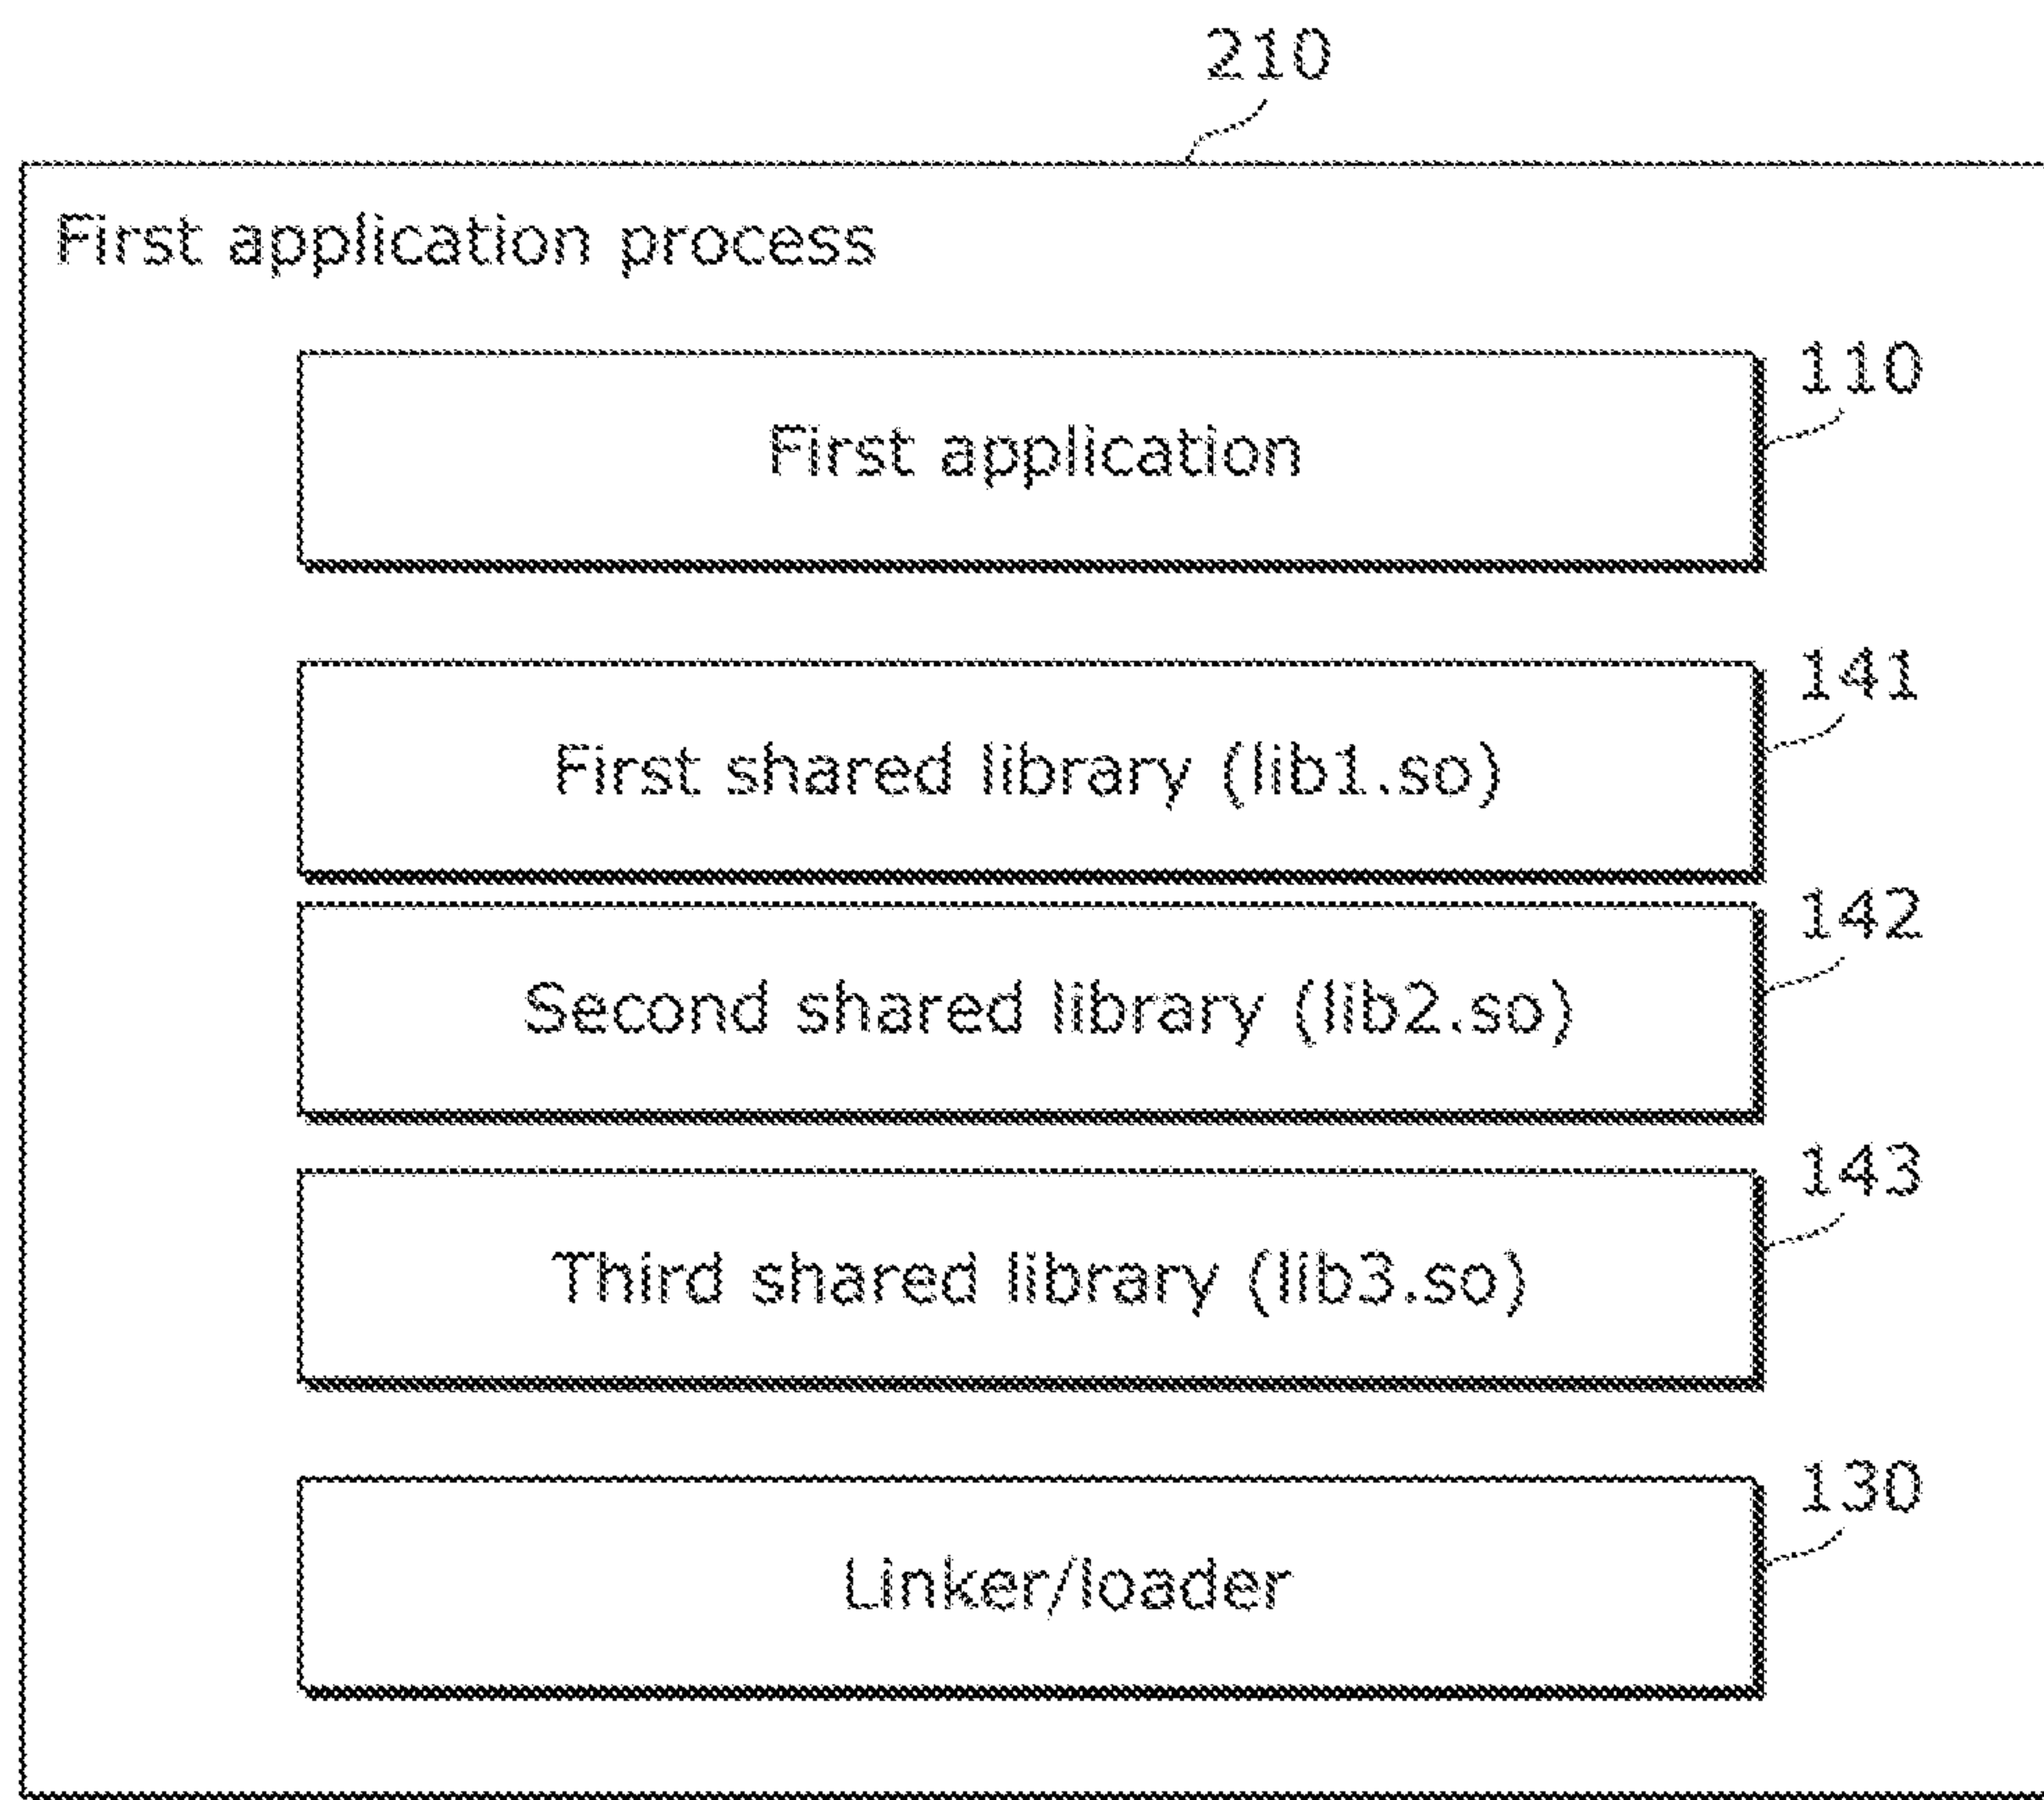 210
First application process
110
First application
141
First shared library (lib1.so)
142
Second shared library (lib2.so)
143
Third shared library (lib3.so)
130
Linker/loader